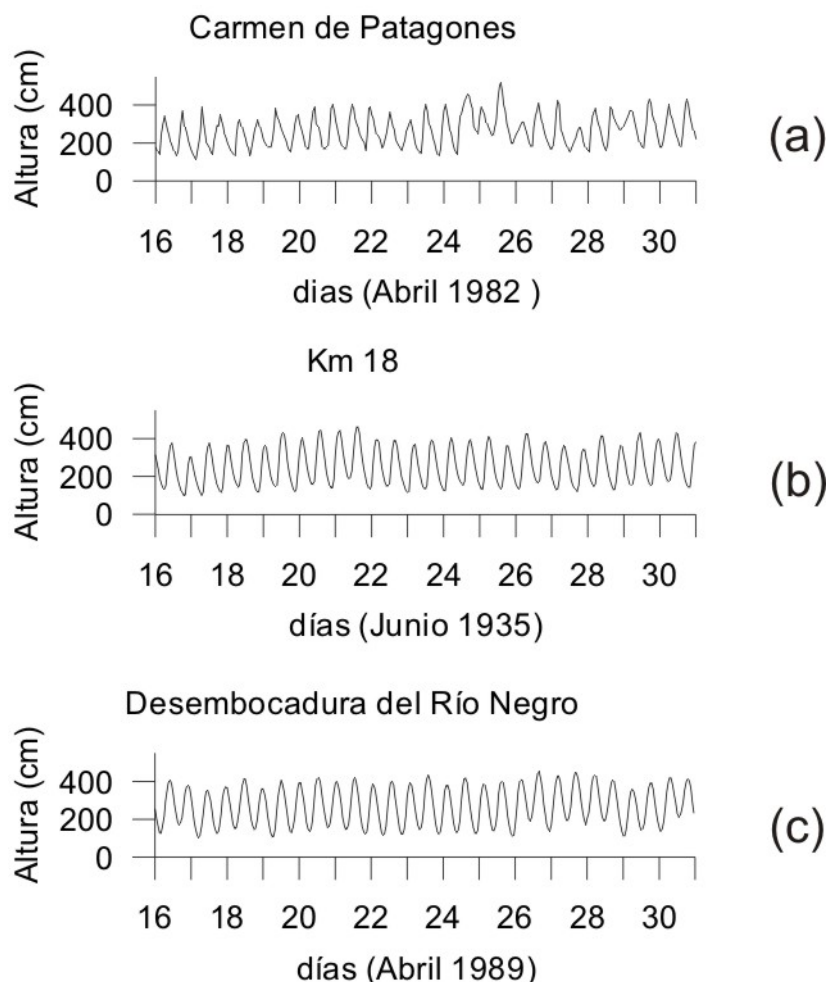 Carmen de Patagones
Altura (cm)
400
200
0
16 18 20 22 24 26 28 30
dias (Abril 1982 )
(a)
Km 18
Altura (cm)
400
200
0
16 18 20 22 24 26 28 30
días (Junio 1935)
(b)
Desembocadura del Río Negro
Altura (cm)
400
200
0
16 18 20 22 24 26 28 30
días (Abril 1989)
(c)